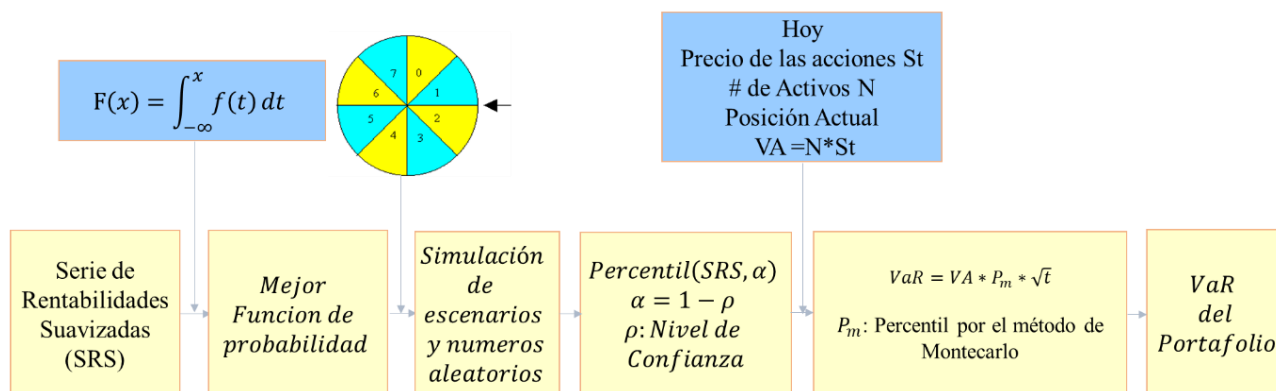 F(x) = ∫_{-∞}^{x} f(t) dt
7
0
6
1
5
2
4
3
Hoy
Precio de las acciones St
# de Activos N
Posición Actual
VA =N*St
Serie de
Rentabilidades
Suavizadas
(SRS)
Mejor
Funcion de
probabilidad
Simulación
de
escenarios
y numeros
aleatorios
Percentil(SRS, α)
α = 1 − ρ
ρ: Nivel de
Confianza
VaR = VA * P_m * √t
P_m: Percentil por el método de
Montecarlo
VaR
del
Portafolio